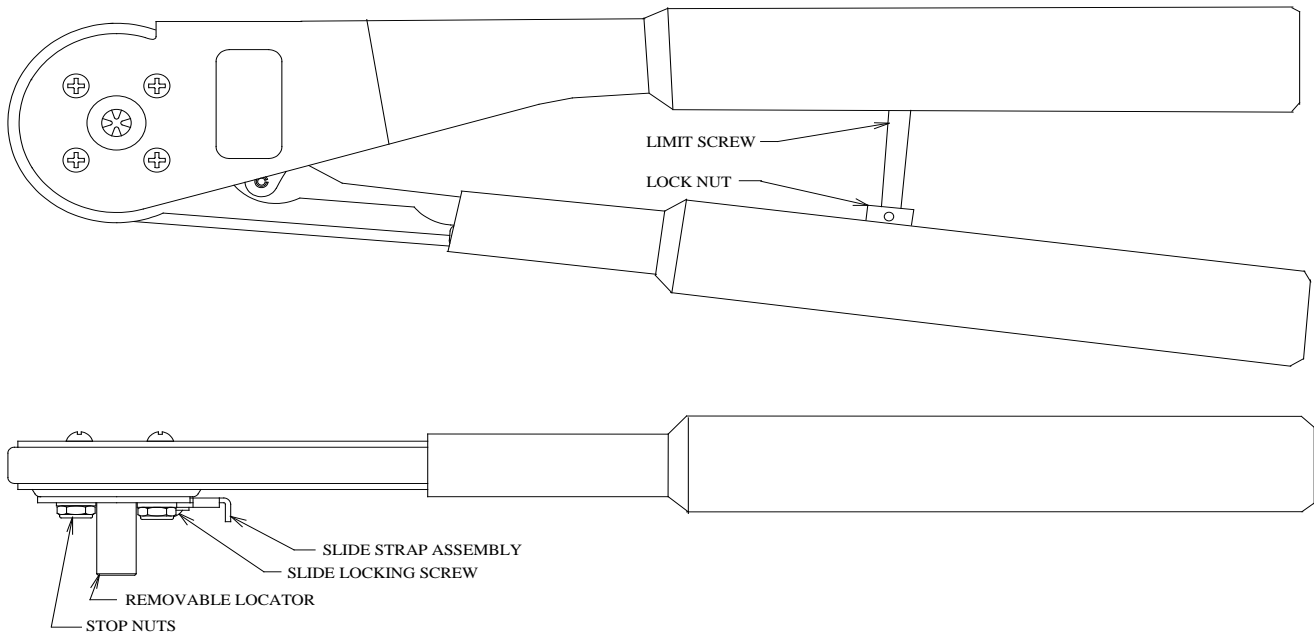 LIMIT SCREW
LOCK NUT
SLIDE STRAP ASSEMBLY
SLIDE LOCKING SCREW
REMOVABLE LOCATOR
STOP NUTS